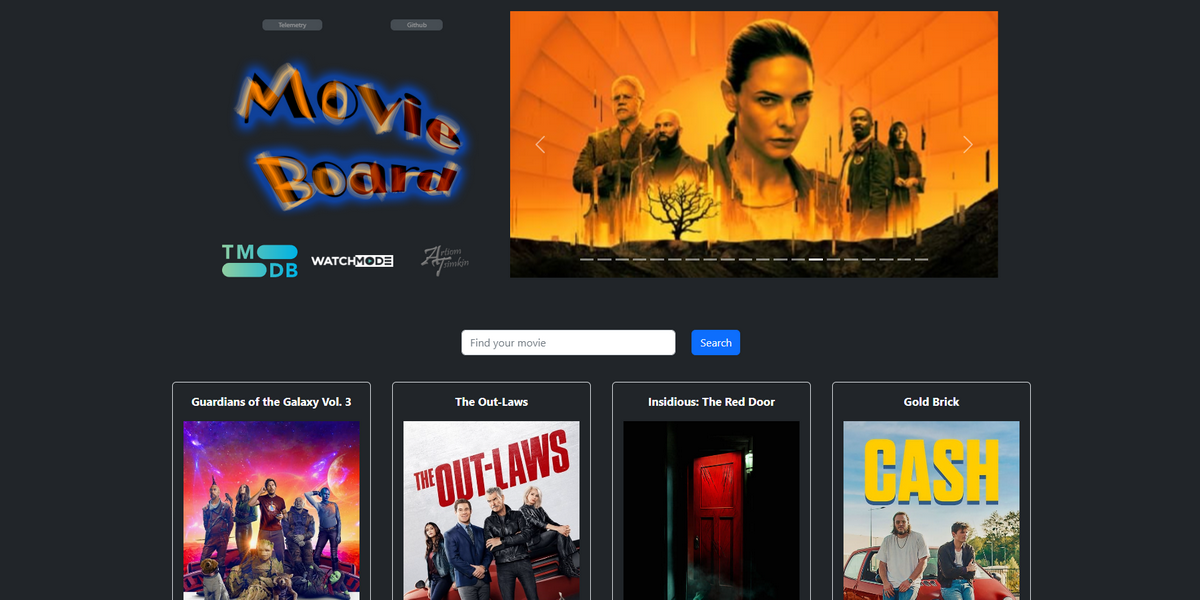 Telemetry
Github
Movie
Board
TM
DB
WATCHMODE
Artiom
Tsimkin
Find your movie
Search
Guardians of the Galaxy Vol. 3
The Out-Laws
Insidious: The Red Door
Gold Brick
THE OUT-LAWS
CASH